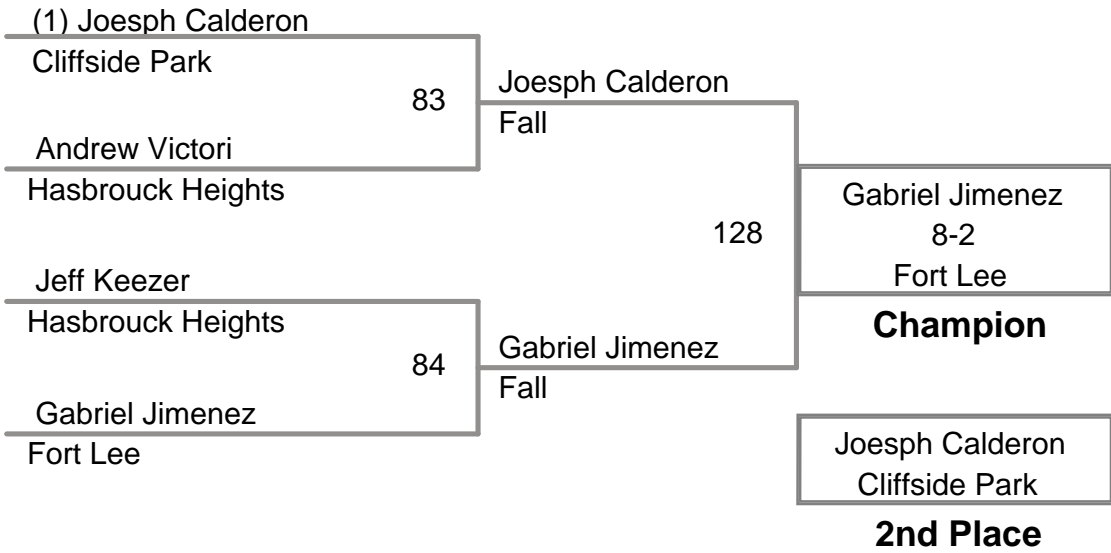 (1) Joesph Calderon
Cliffside Park
83
Andrew Victori
Hasbrouck Heights
Jeff Keezer
Hasbrouck Heights
84
Gabriel Jimenez
Fort Lee
Joesph Calderon
Fall
128
Gabriel Jimenez
Fall
Gabriel Jimenez
8-2
Fort Lee
Champion
Joesph Calderon
Cliffside Park
2nd Place